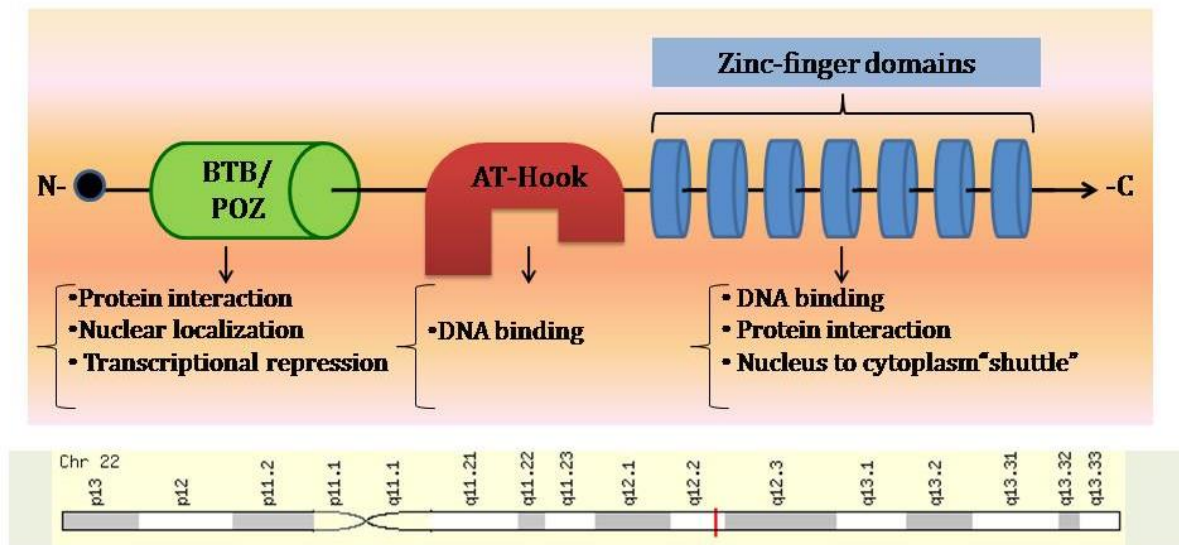 Zinc-finger domains
N-
BTB/
POZ
AT-Hook
-C
•Protein interaction
•Nuclear localization
• Transcriptional repression
•DNA binding
• DNA binding
• Protein interaction
• Nucleus to cytoplasm“shuttle”
Chr 22
p13
p12
p11.2
p11.1
q11.1
q11.21
q11.22
q11.23
q12.1
q12.2
q12.3
q13.1
q13.2
q13.31
q13.32
q13.33